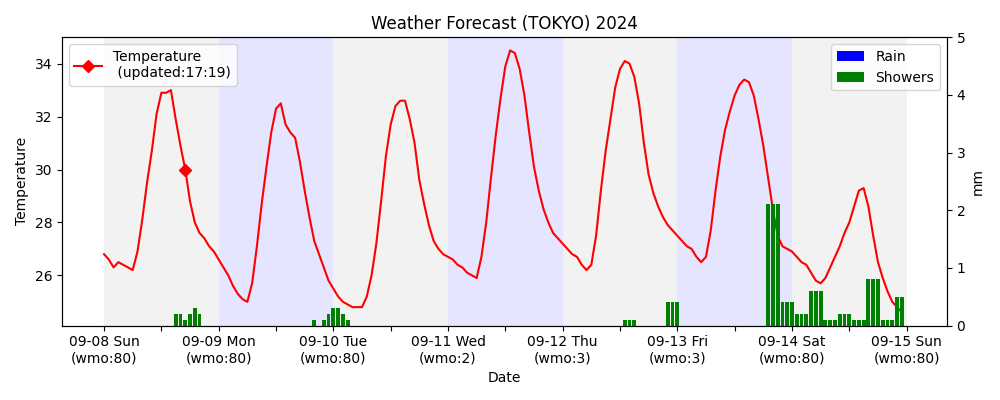 Weather Forecast (TOKYO) 2024
Temperature
(updated:17:19)
Rain
Showers
Temperature
34
32
30
28
26
5
4
3
2
1
0
mm
09-08 Sun
(wmo:80)
09-09 Mon
(wmo:80)
09-10 Tue
(wmo:80)
09-11 Wed
(wmo:2)
09-12 Thu
(wmo:3)
09-13 Fri
(wmo:3)
09-14 Sat
(wmo:80)
09-15 Sun
(wmo:80)
Date